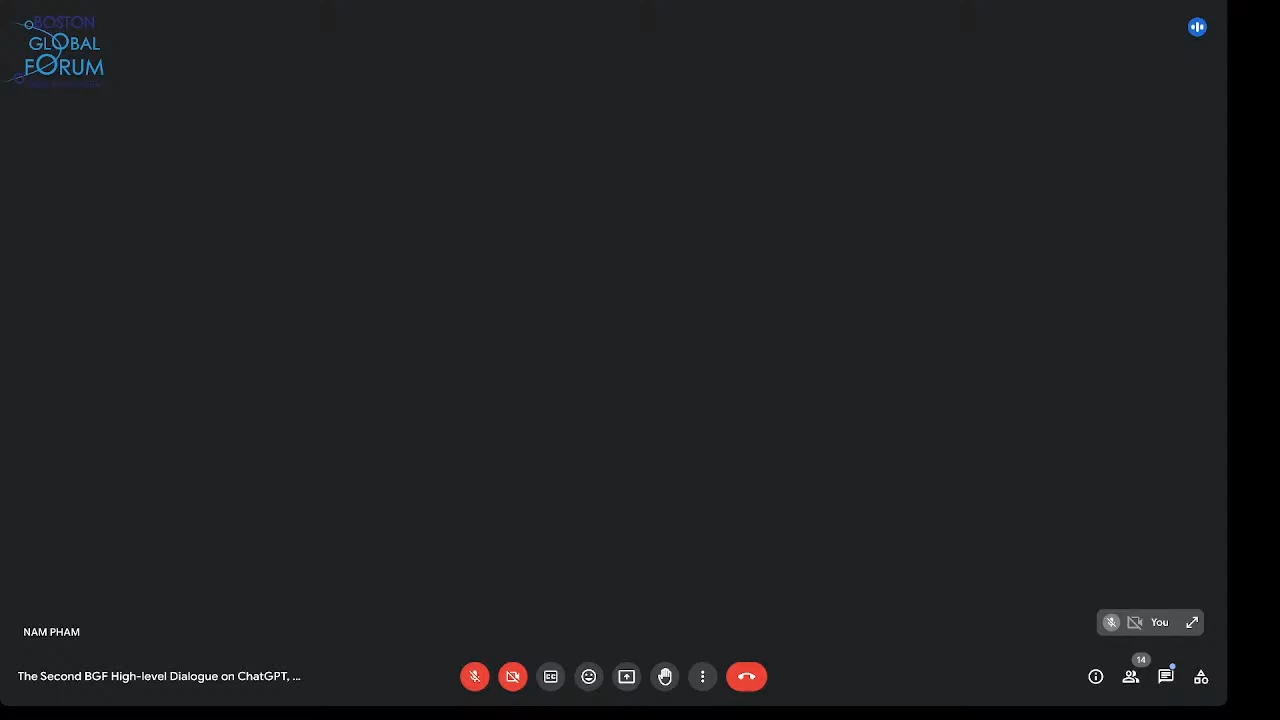 BOSTON
GLOBAL
FORUM
NAM PHAM
You
14
The Second BGF High-level Dialogue on ChatGPT, ...